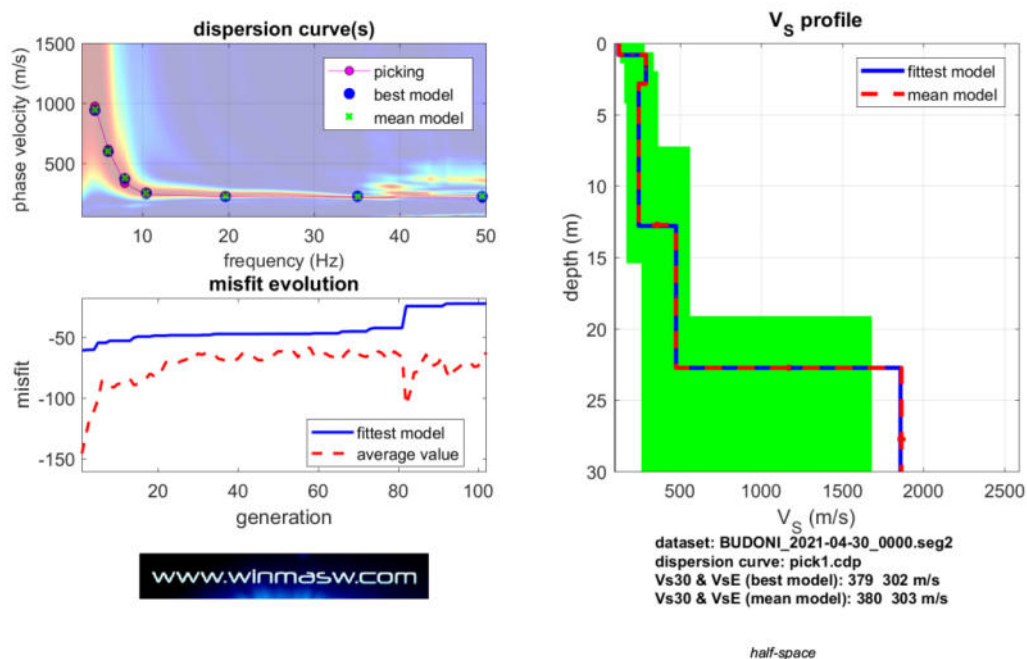 dispersion curve(s)
1500
1000
500
phase velocity (m/s)
picking
best model
mean model
10 20 30 40 50
frequency (Hz)
misfit evolution
-50
-100
-150
misfit
fittest model
average value
20 40 60 80 100
generation
www.winmasw.com
V_S profile
0
5
10
15
20
25
30
depth (m)
fittest model
mean model
500 1000 1500 2000 2500
V_S (m/s)
dataset: BUDONI_2021-04-30_0000.seg2
dispersion curve: pick1.cdp
Vs30 & VsE (best model): 379 302 m/s
Vs30 & VsE (mean model): 380 303 m/s
half-space